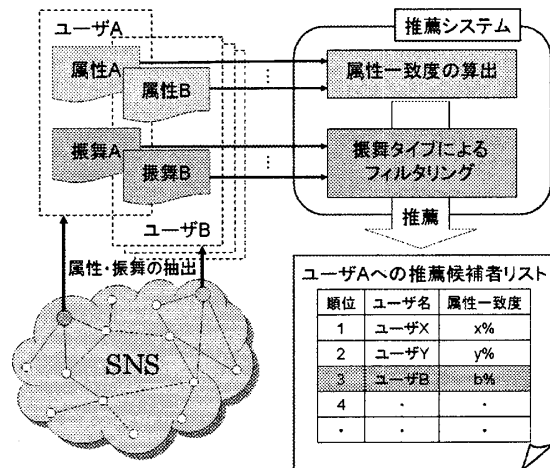 ユーザA
属性A
属性B
振舞A
振舞B
ユーザB
属性・振舞の抽出
SNS
推薦システム
属性一致度の算出
振舞タイプによる
フィルタリング
推薦
ユーザAへの推薦候補者リスト
順位 ユーザ名 属性一致度
1 ユーザX x%
2 ユーザY y%
3 ユーザB b%
4 ・ ・
・ ・ ・